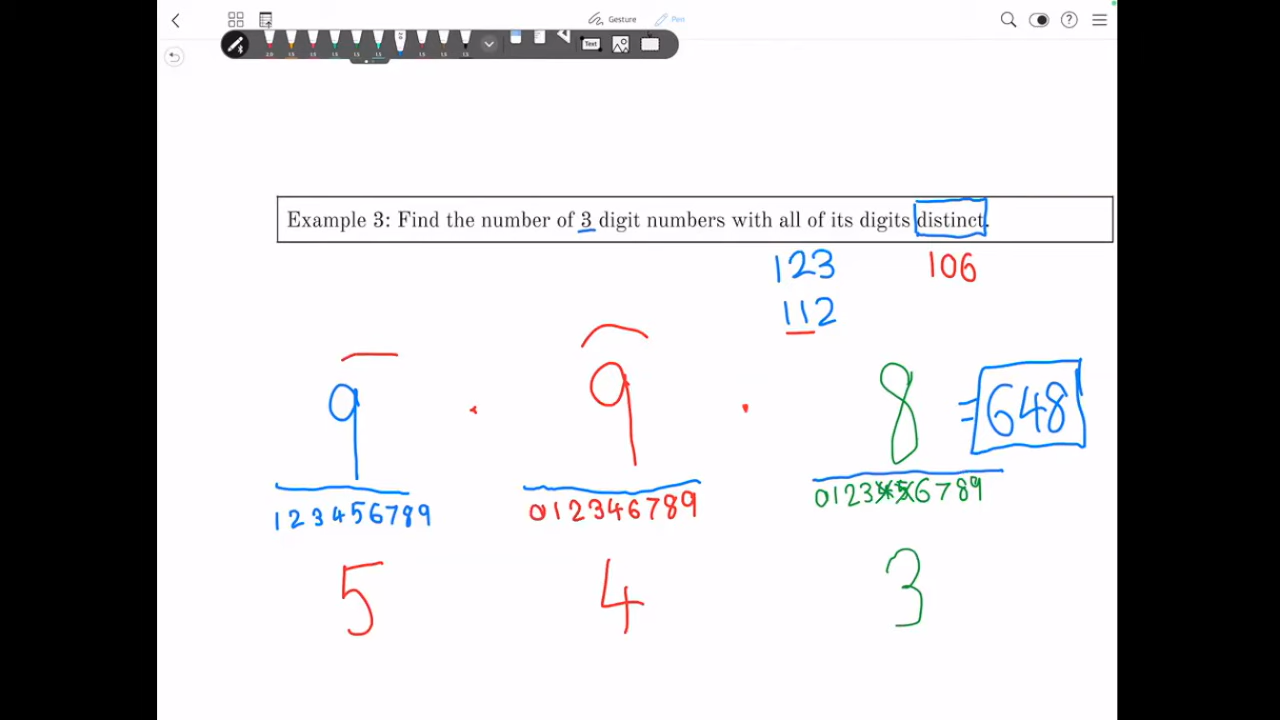 Gesture Pen
Text
Example 3: Find the number of 3 digit numbers with all of its digits distinct.
123 106
112
9 · 9 · 8 = 648
123456789 012346789 0123456789
5 4 3